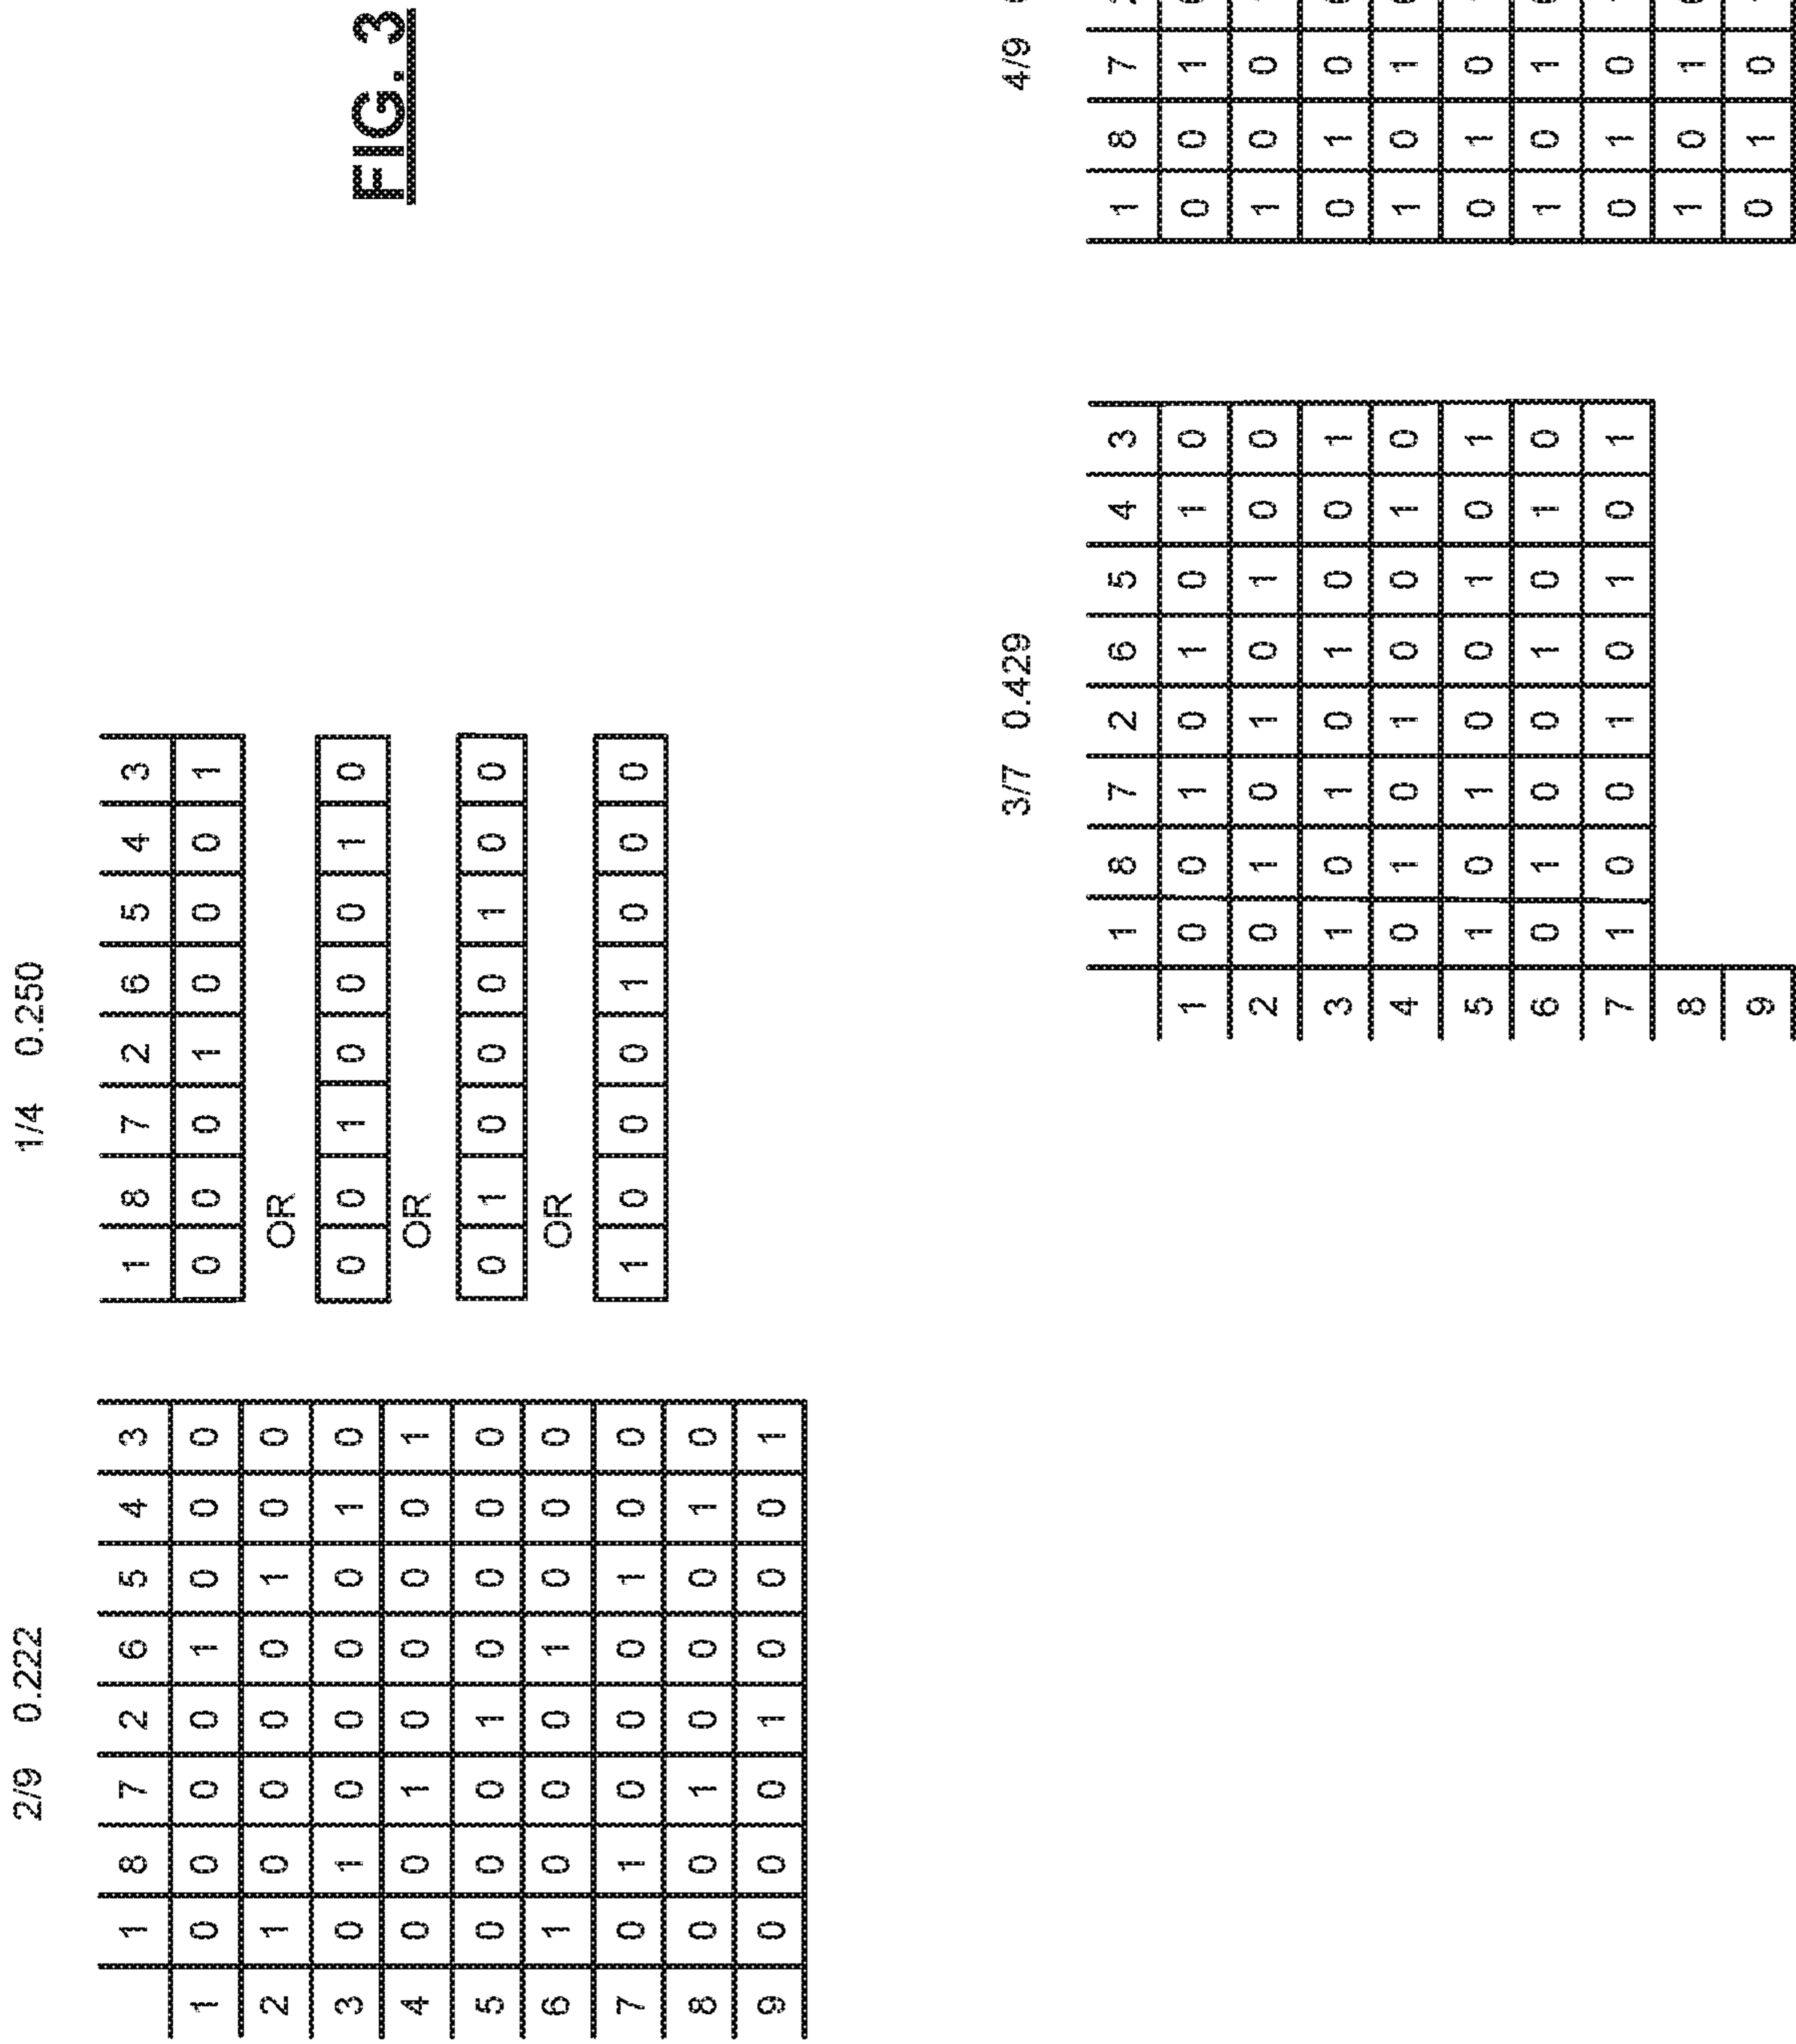 2/9 0.222
1 8 7 2 6 5 4 3
1 0 0 0 0 1 0 0 0
2 1 0 0 0 0 1 0 0
3 0 1 0 0 0 0 1 0
4 0 0 1 0 0 0 0 1
5 0 0 0 1 0 0 0 0
6 1 0 0 0 1 0 0 0
7 0 1 0 0 0 1 0 0
8 0 0 1 0 0 0 1 0
9 0 0 0 1 0 0 0 1
1/4 0.250
1 8 7 2 6 5 4 3
0 0 0 1 0 0 0 1
OR
0 0 1 0 0 0 1 0
OR
0 1 0 0 0 1 0 0
OR
1 0 0 0 1 0 0 0
FIG. 3
3/7 0.429
1 8 7 2 6 5 4 3
1 0 0 1 0 1 0 1 0
2 0 1 0 1 0 1 0 0
3 1 0 1 0 1 0 0 1
4 0 1 0 1 0 0 1 0
5 1 0 1 0 0 1 0 1
6 0 1 0 0 1 0 1 0
7 1 0 0 1 0 1 0 1
8
9
4/9
1 8 7
0 0 1
1 0 0
0 1 0
1 0 1
0 1 0
1 0 1
0 1 0
1 0 1
0 1 0